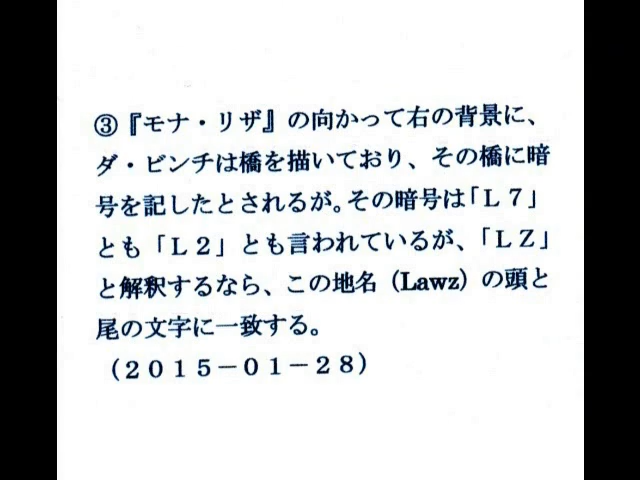 ③『モナ・リザ』の向かって右の背景に、
ダ・ビンチは橋を描いており、その橋に暗
号を記したとされるが。その暗号は「Ｌ７」
とも「Ｌ２」とも言われているが、「ＬＺ」
と解釈するなら、この地名（Lawz）の頭と
尾の文字に一致する。
（２０１５－０１－２８）